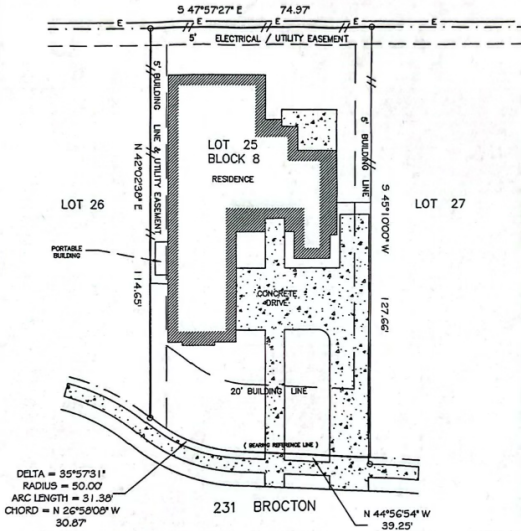 S 47°57'27" E 74.97'
E E E E E
5' ELECTRICAL / UTILITY EASEMENT
5' BUILDING LINE & UTILITY EASEMENT
N 42°02'38" E
114.65'
LOT 25
BLOCK 8
RESIDENCE
5' BUILDING LINE
S 45°10'00" W
127.66'
LOT 26
LOT 27
PORTABLE
BUILDING
CONCRETE
DRIVE
20' BUILDING LINE
( BEARING REFERENCE LINE )
DELTA = 35°57'31"
RADIUS = 50.00'
ARC LENGTH = 31.38'
CHORD = N 26°58'08" W
30.87'
231 BROCTON
N 44°56'54" W
39.25'